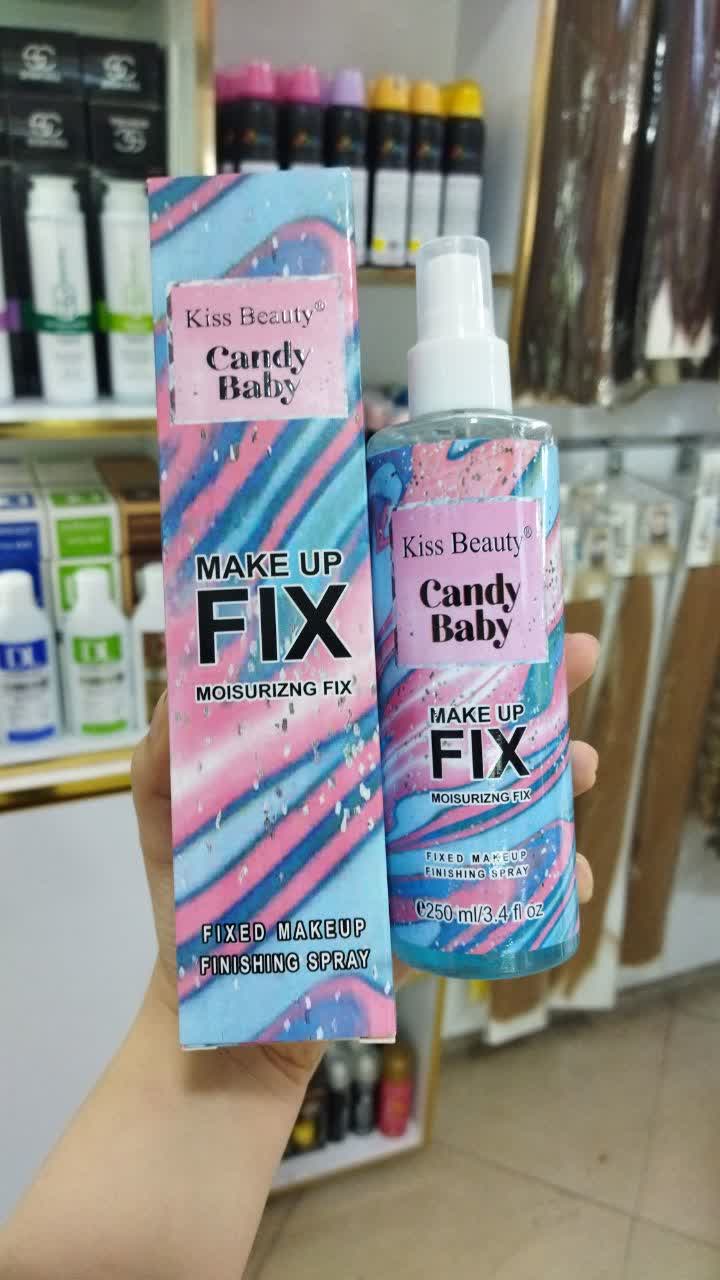 Kiss Beauty®
Candy
Baby
MAKE UP
FIX
MOISURIZNG FIX
FIXED MAKEUP
FINISHING SPRAY
Kiss Beauty®
Candy
Baby
MAKE UP
FIX
MOISURIZNG FIX
FIXED MAKEUP
FINISHING SPRAY
℮250 ml/3.4 fl oz